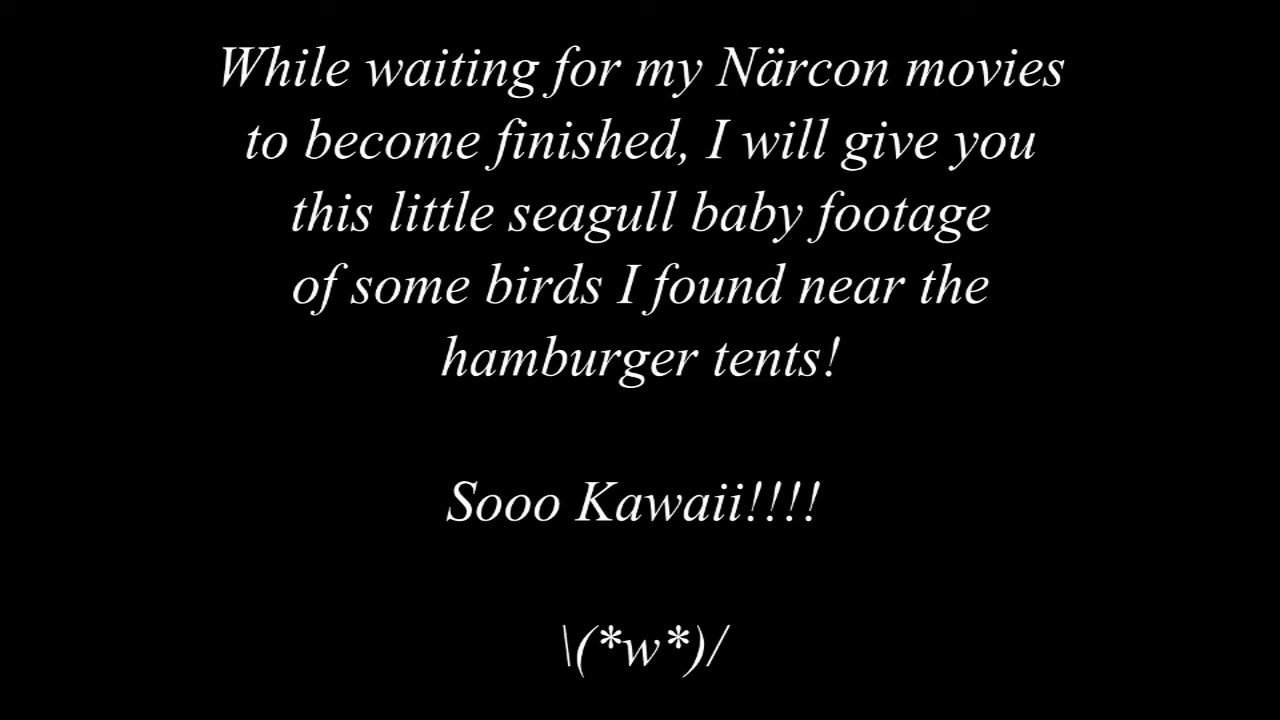 While waiting for my Närcon movies
to become finished, I will give you
this little seagull baby footage
of some birds I found near the
hamburger tents!
Sooo Kawaii!!!!
\(*w*)/